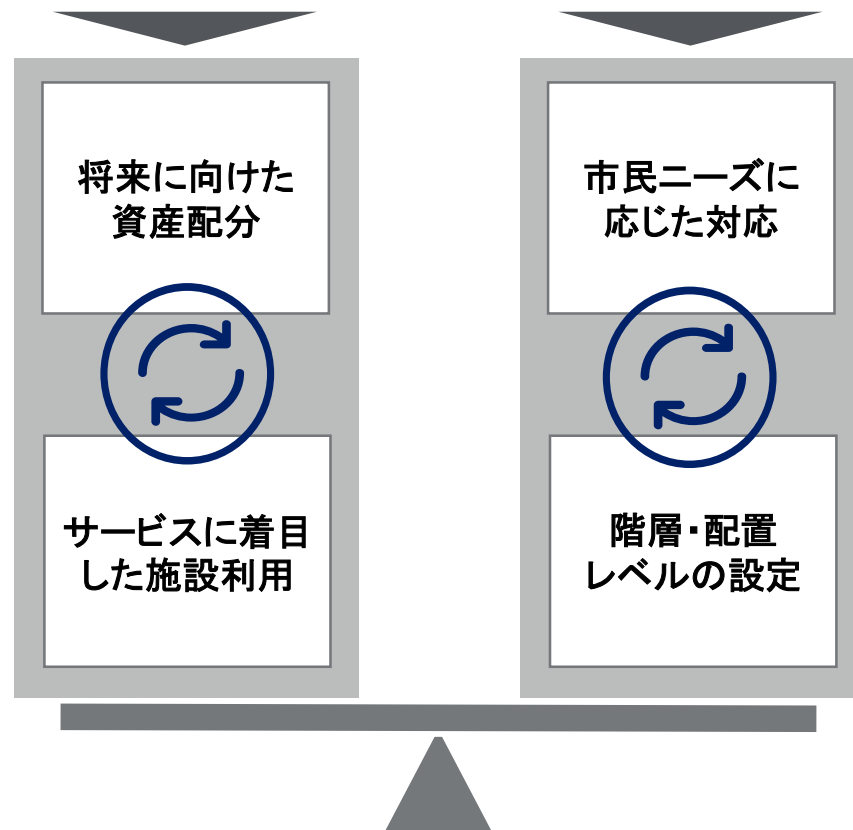 将来に向けた
資産配分
サービスに着目
した施設利用
市民ニーズに
応じた対応
階層・配置
レベルの設定